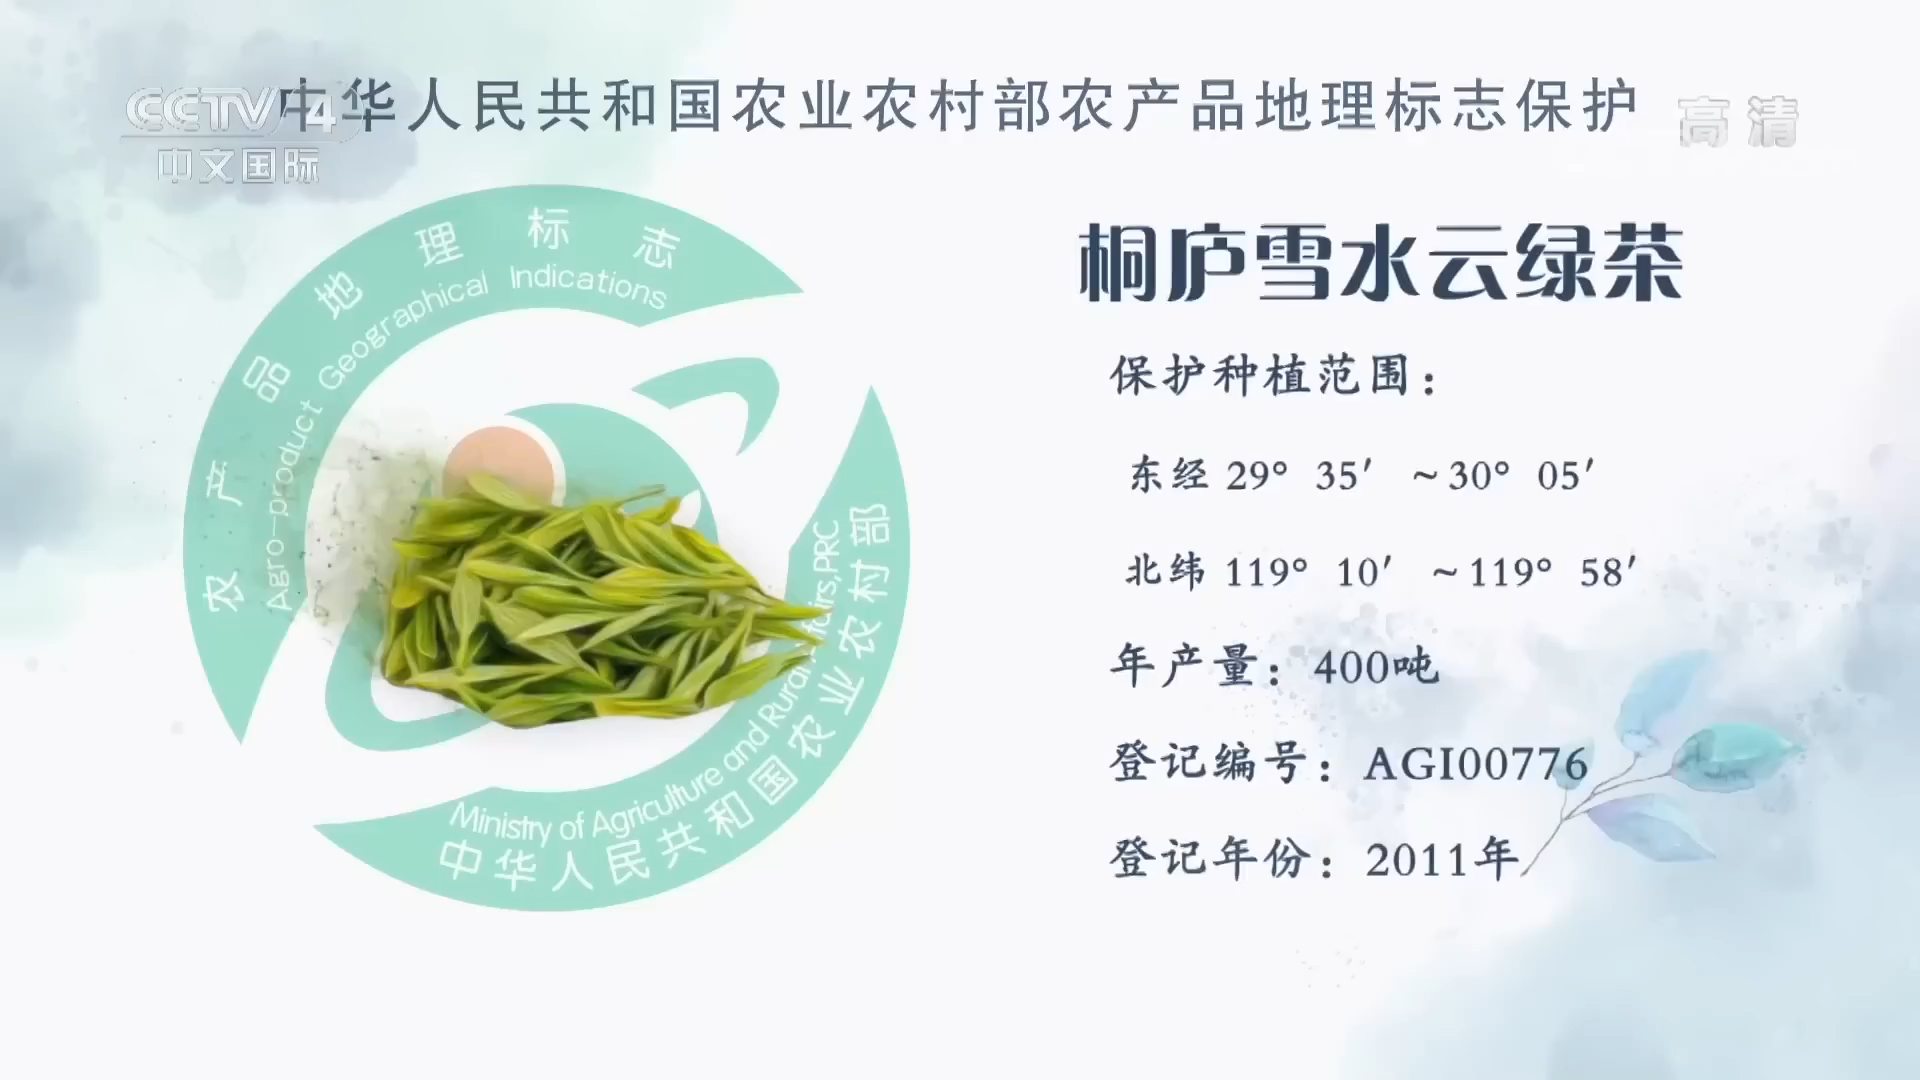 中华人民共和国农业农村部农产品地理标志保护
CCTV 4
中文国际
高清
农产品地理标志
Agro-product Geographical Indications
Ministry of Agriculture and Rural Affairs,PRC
中华人民共和国农业农村部
桐庐雪水云绿茶
保护种植范围：
东经 29° 35′ ～30° 05′
北纬 119° 10′ ～119° 58′
年产量：400吨
登记编号：AGI00776
登记年份：2011年